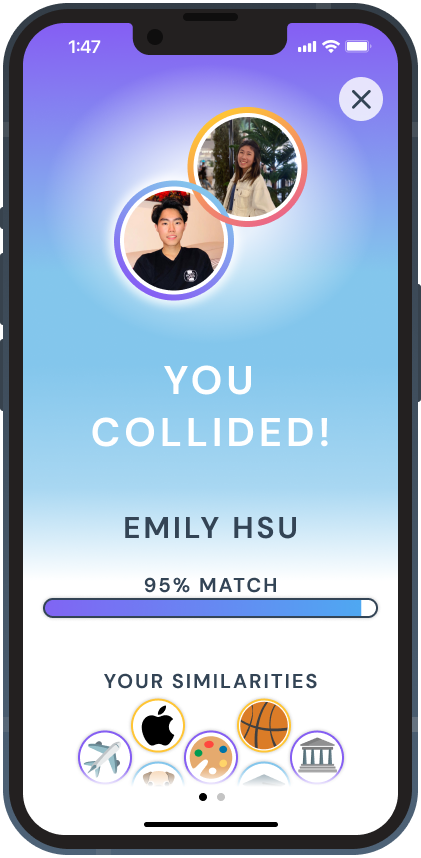 1:47
YOU
COLLIDED!
EMILY HSU
95% MATCH
YOUR SIMILARITIES